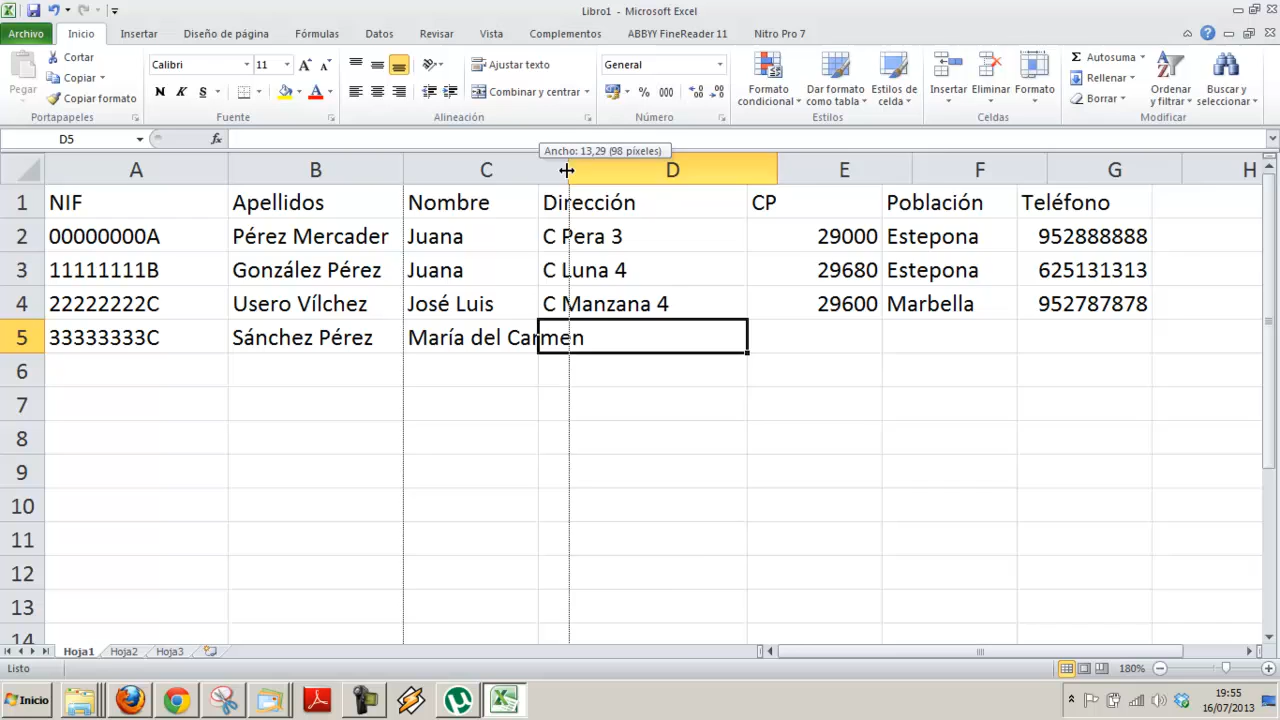 Libro1 - Microsoft Excel
Archivo Inicio Insertar Diseño de página Fórmulas Datos Revisar Vista Complementos ABBYY FineReader 11 Nitro Pro 7
Pegar
Cortar
Copiar
Copiar formato
Portapapeles
Calibri 11
N K S
Fuente
Ajustar texto
Combinar y centrar
Alineación
General
% 000
Número
Formato condicional
Dar formato como tabla
Estilos de celda
Estilos
Insertar Eliminar Formato
Celdas
Autosuma
Rellenar
Borrar
Ordenar y filtrar
Buscar y seleccionar
Modificar
D5 fx
Ancho: 13,29 (98 píxeles)
A B C D E F G H
1 NIF Apellidos Nombre Dirección CP Población Teléfono
2 00000000A Pérez Mercader Juana C Pera 3 29000 Estepona 952888888
3 11111111B González Pérez Juana C Luna 4 29680 Estepona 625131313
4 22222222C Usero Vílchez José Luis C Manzana 4 29600 Marbella 952787878
5 33333333C Sánchez Pérez María del Carmen
6
7
8
9
10
11
12
13
14
Hoja1 Hoja2 Hoja3
Listo 180%
Inicio 19:55
16/07/2013